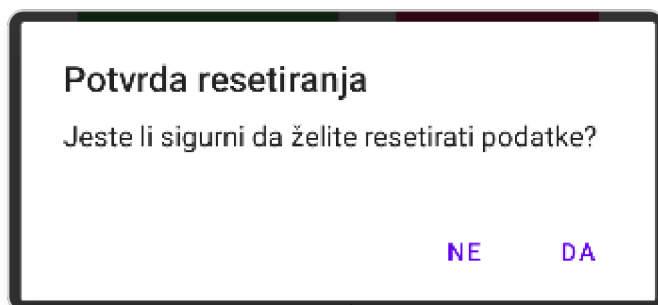 Potvrda resetiranja
Jeste li sigurni da želite resetirati podatke?
NE DA